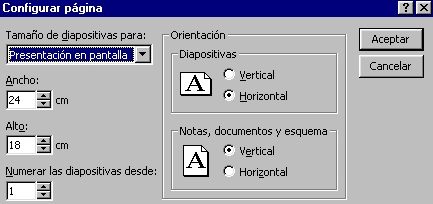 Configurar página
Tamaño de diapositivas para:
Presentación en pantalla
Ancho:
24 cm
Alto:
18 cm
Numerar las diapositivas desde:
1
Orientación
Diapositivas
A
Vertical
Horizontal
Notas, documentos y esquema
A
Vertical
Horizontal
Aceptar
Cancelar